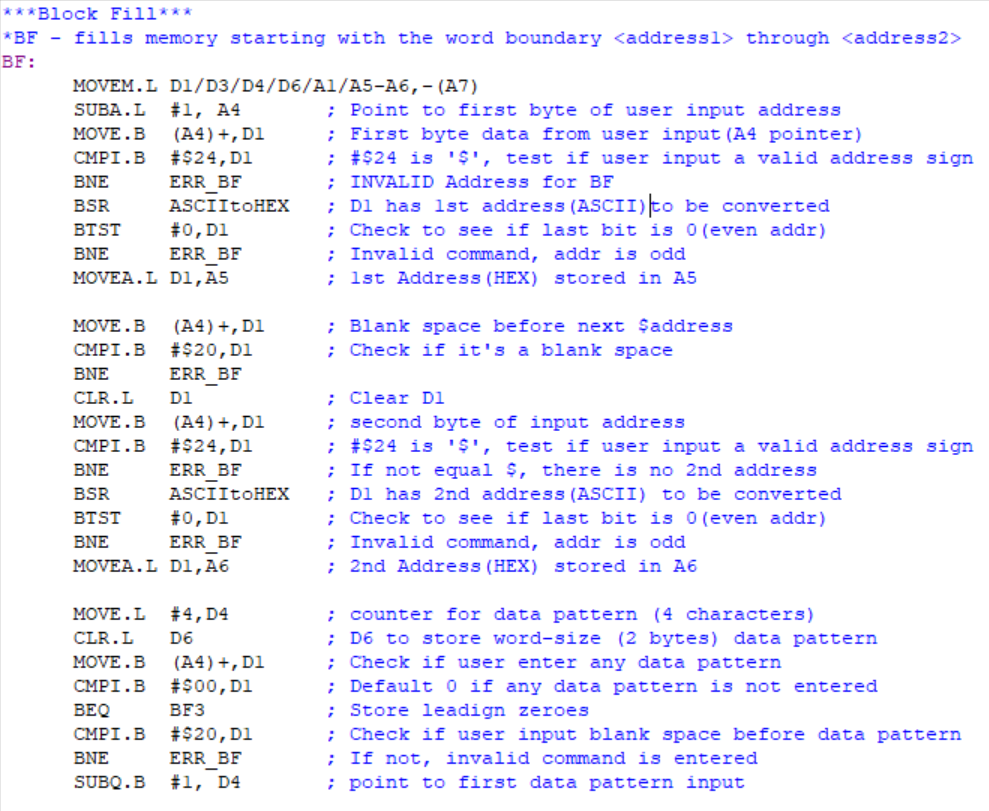 ***Block Fill***
*BF - fills memory starting with the word boundary <address1> through <address2>
BF:
MOVEM.L D1/D3/D4/D6/A1/A5-A6,-(A7)
SUBA.L #1, A4 ; Point to first byte of user input address
MOVE.B (A4)+,D1 ; First byte data from user input(A4 pointer)
CMPI.B #$24,D1 ; #$24 is '$', test if user input a valid address sign
BNE ERR_BF ; INVALID Address for BF
BSR ASCIItoHEX ; D1 has 1st address(ASCII)to be converted
BTST #0,D1 ; Check to see if last bit is 0(even addr)
BNE ERR_BF ; Invalid command, addr is odd
MOVEA.L D1,A5 ; 1st Address(HEX) stored in A5
MOVE.B (A4)+,D1 ; Blank space before next $address
CMPI.B #$20,D1 ; Check if it's a blank space
BNE ERR_BF
CLR.L D1 ; Clear D1
MOVE.B (A4)+,D1 ; second byte of input address
CMPI.B #$24,D1 ; #$24 is '$', test if user input a valid address sign
BNE ERR_BF ; If not equal $, there is no 2nd address
BSR ASCIItoHEX ; D1 has 2nd address(ASCII) to be converted
BTST #0,D1 ; Check to see if last bit is 0(even addr)
BNE ERR_BF ; Invalid command, addr is odd
MOVEA.L D1,A6 ; 2nd Address(HEX) stored in A6
MOVE.L #4,D4 ; counter for data pattern (4 characters)
CLR.L D6 ; D6 to store word-size (2 bytes) data pattern
MOVE.B (A4)+,D1 ; Check if user enter any data pattern
CMPI.B #$00,D1 ; Default 0 if any data pattern is not entered
BEQ BF3 ; Store leadign zeroes
CMPI.B #$20,D1 ; Check if user input blank space before data pattern
BNE ERR_BF ; If not, invalid command is entered
SUBQ.B #1, D4 ; point to first data pattern input